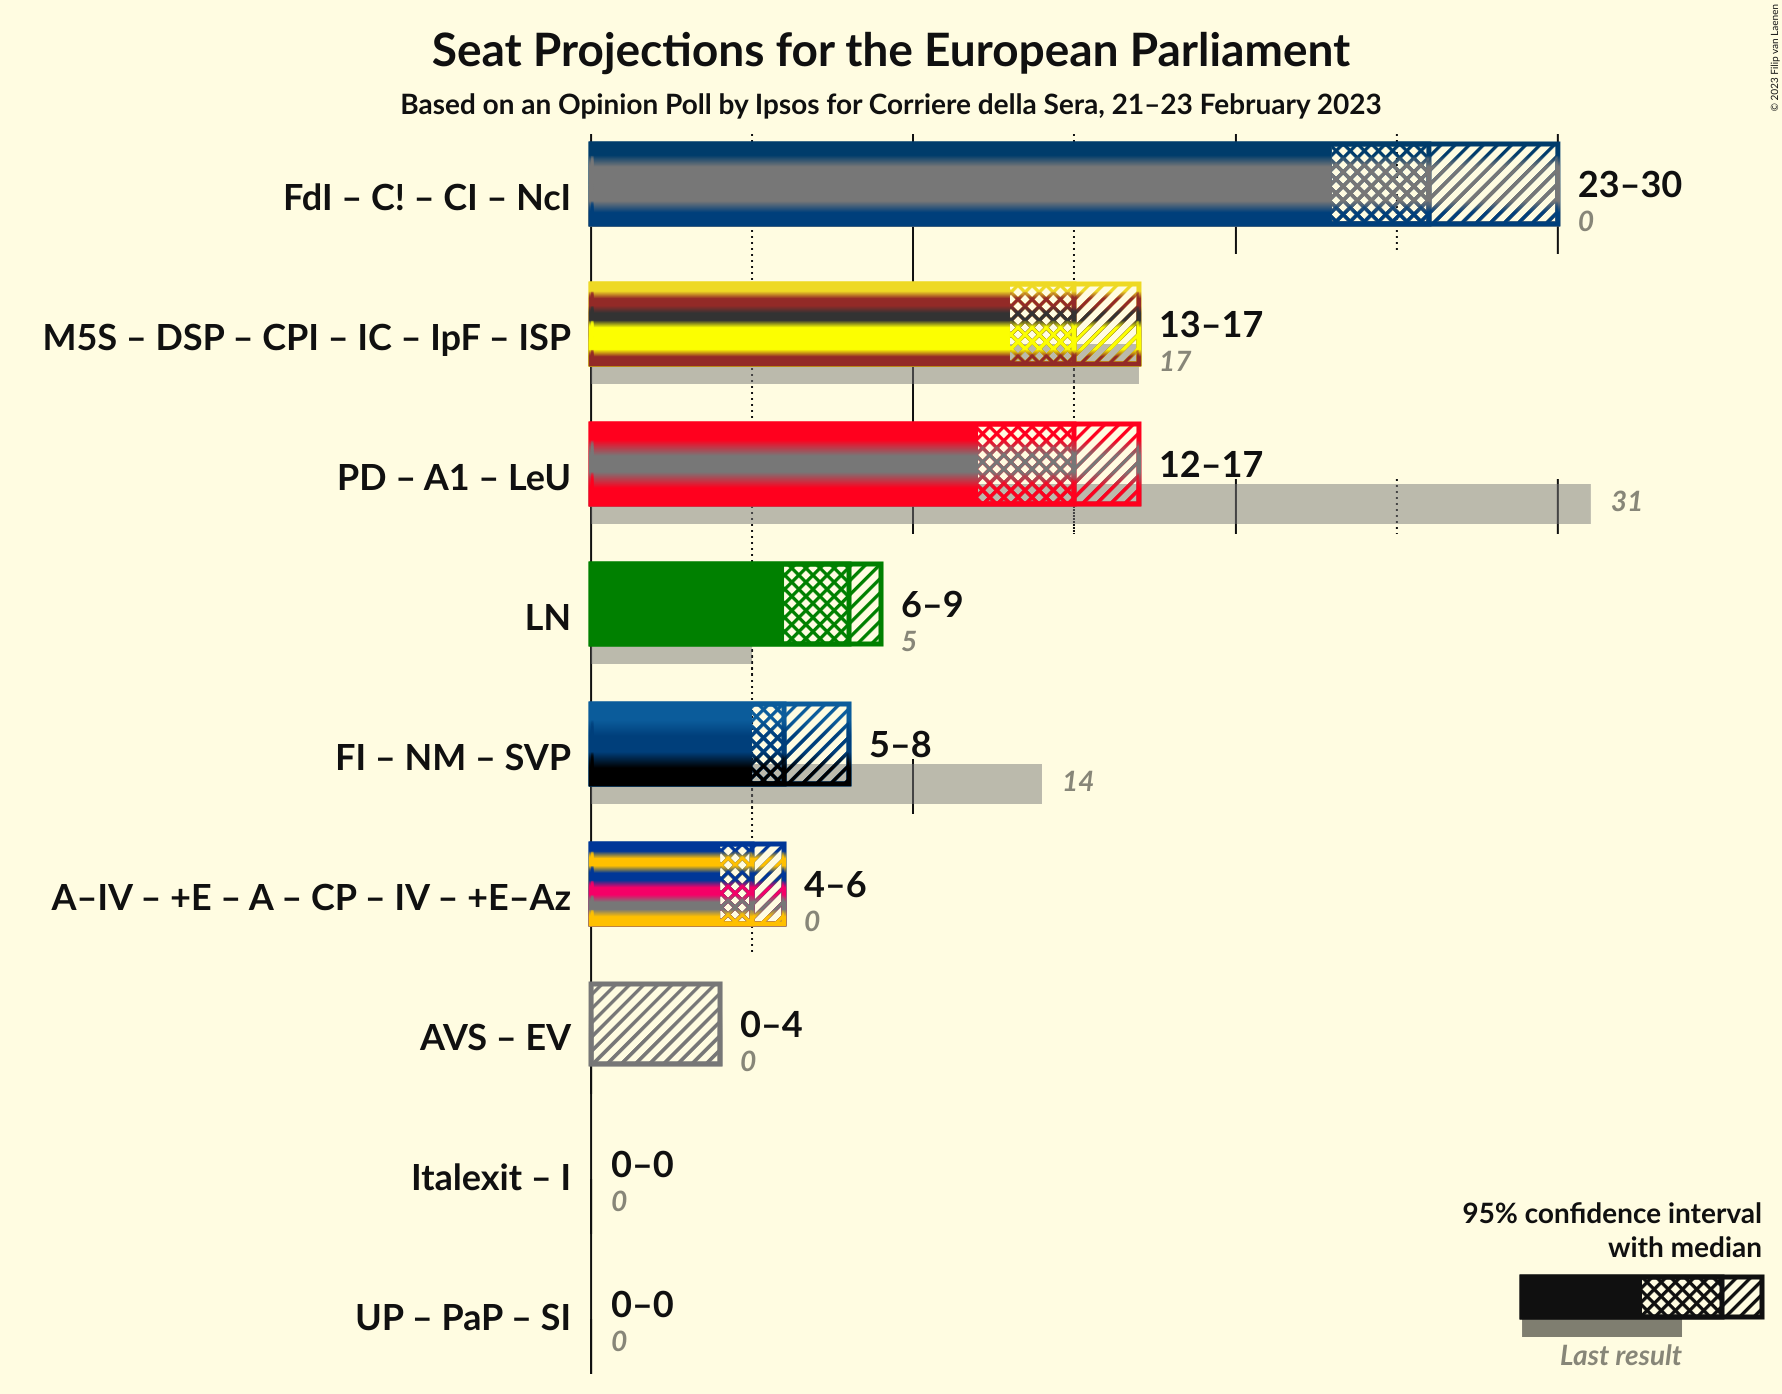 Seat Projections for the European Parliament
Based on an Opinion Poll by Ipsos for Corriere della Sera, 21–23 February 2023
© 2023 Filip van Laenen
FdI – C! – CI – NcI
23–30
0
M5S – DSP – CPI – IC – IpF – ISP
13–17
17
PD – A1 – LeU
12–17
31
LN
6–9
5
FI – NM – SVP
5–8
14
A–IV – +E – A – CP – IV – +E–Az
4–6
0
AVS – EV
0–4
0
Italexit – I
0–0
0
UP – PaP – SI
0–0
0
95% confidence interval
with median
Last result